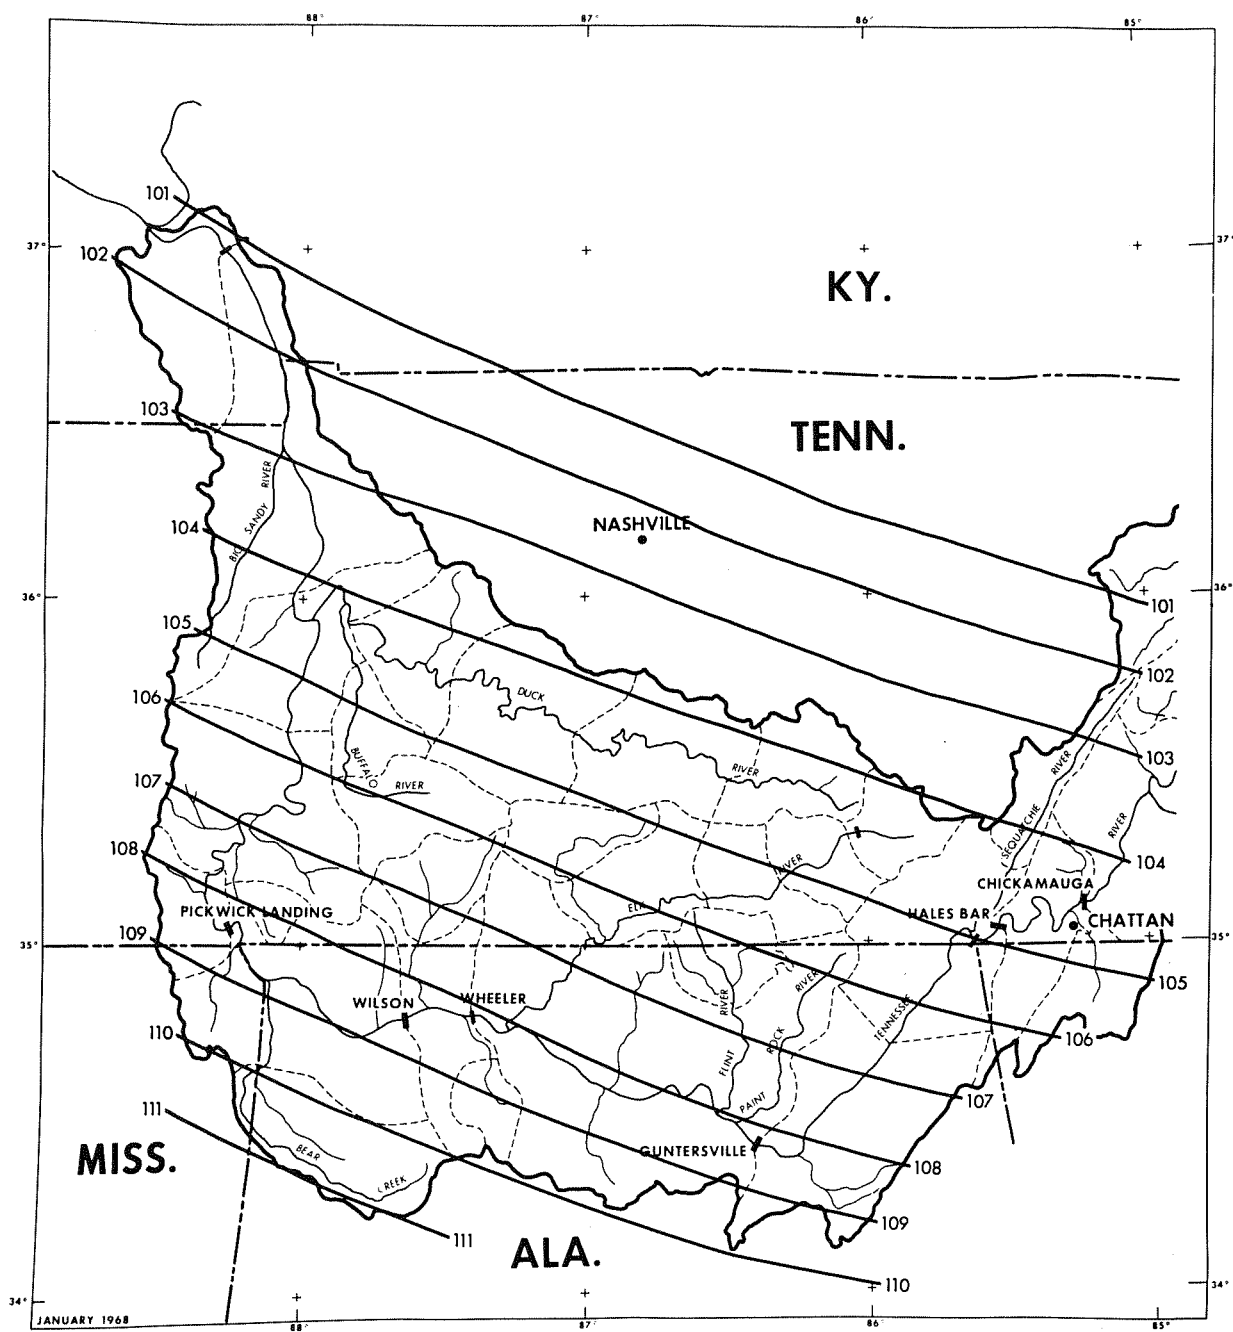 88° 87° 86° 85°
101
37° 37°
102
KY.
103
TENN.
BIG SANDY RIVER
NASHVILLE
104
36° 36°
101
105
102
106
DUCK
RIVER
103
BUFFALO
RIVER
107
RIVER
SEQUATCHIE
RIVER
104
108
RIVER
CHICKAMAUGA
PICKWICK LANDING
ELK
HALES BAR
CHATTAN
109
35° 35°
105
WILSON
WHEELER
RIVER
RIVER
TENNESSEE
110
106
ROCK
FLINT
107
111
PAINT
MISS.
BEAR
GUNTERSVILLE
108
CREEK
109
111
ALA.
110
34° 34°
JANUARY 1968
88° 87° 86° 85°